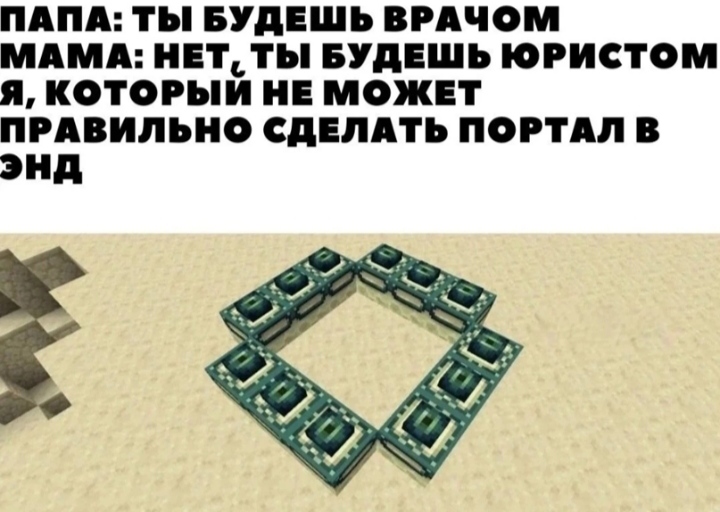 ПАПА: ТЫ БУДЕШЬ ВРАЧОМ
МАМА: НЕТ, ТЫ БУДЕШЬ ЮРИСТОМ
Я, КОТОРЫЙ НЕ МОЖЕТ
ПРАВИЛЬНО СДЕЛАТЬ ПОРТАЛ В
ЭНД